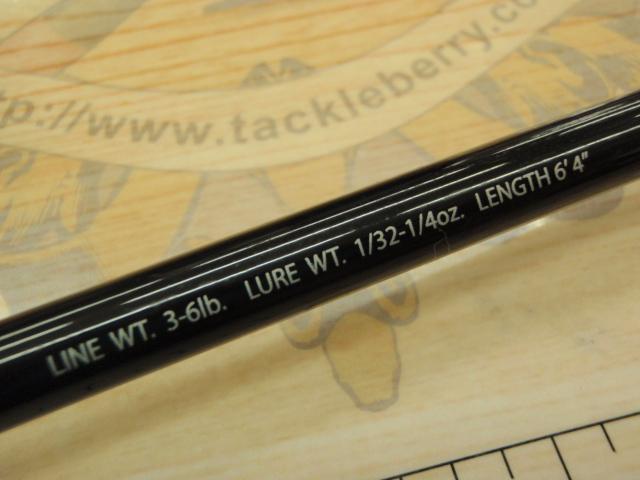 http://www.tackleberry.co
LINE WT. 3-6lb. LURE WT. 1/32-1/4oz. LENGTH 6'4"